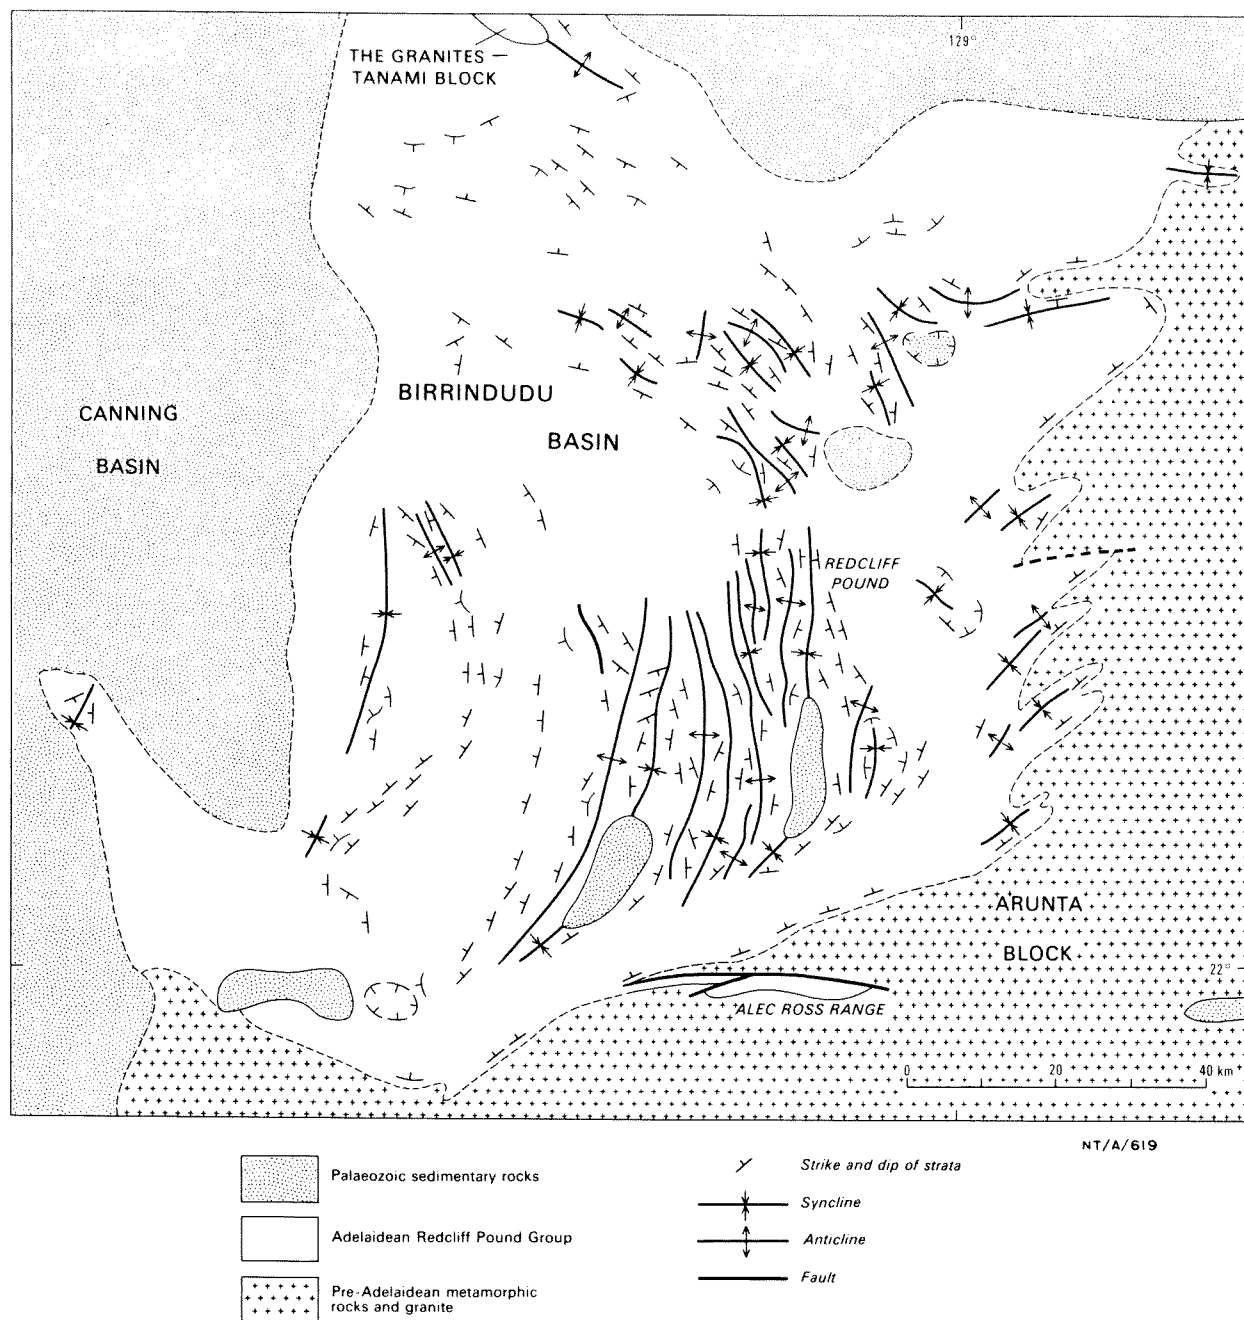 129°
THE GRANITES –
TANAMI BLOCK
CANNING
BASIN
BIRRINDUDU
BASIN
REDCLIFF
POUND
ARUNTA
BLOCK
22°
ALEC ROSS RANGE
0 20 40 km
NT/A/619
Palaeozoic sedimentary rocks
Adelaidean Redcliff Pound Group
Pre-Adelaidean metamorphic
rocks and granite
Strike and dip of strata
Syncline
Anticline
Fault